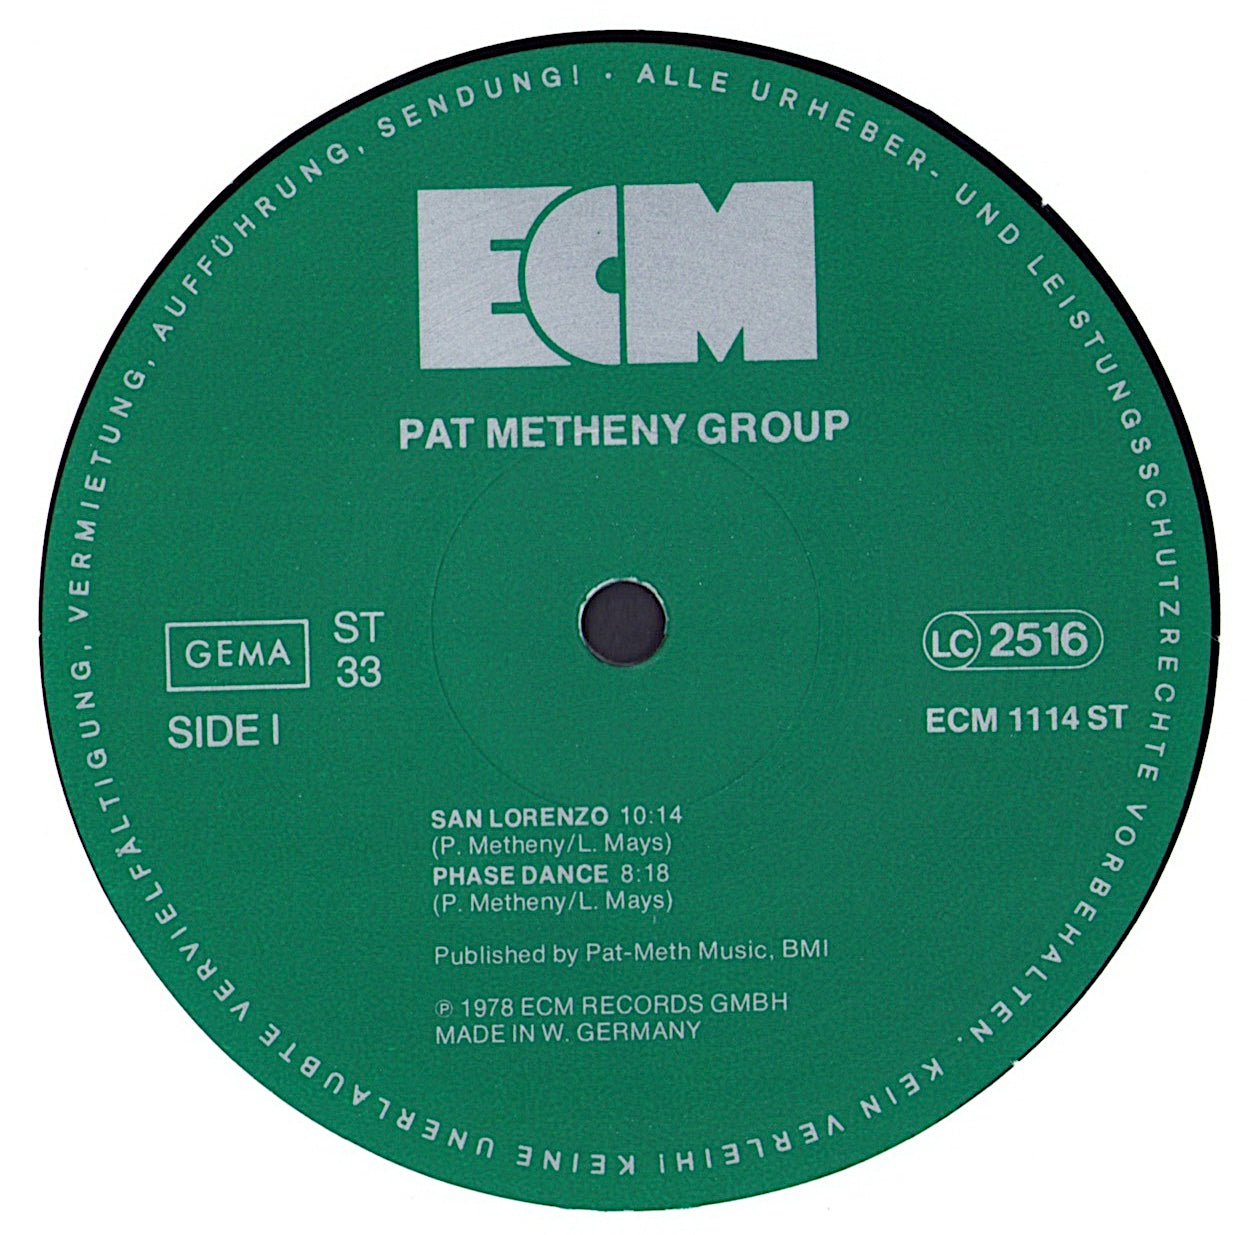 ALLE URHEBER- UND LEISTUNGSSCHUTZRECHTE VORBEHALTEN. KEIN VERLEIH! KEINE UNERLAUBTE VERVIELFÄLTIGUNG, VERMIETUNG, AUFFÜHRUNG, SENDUNG! ·
ECM
PAT METHENY GROUP
GEMA
ST
33
SIDE I
LC 2516
ECM 1114 ST
SAN LORENZO 10:14
(P. Metheny/L. Mays)
PHASE DANCE 8:18
(P. Metheny/L. Mays)
Published by Pat-Meth Music, BMI
℗ 1978 ECM RECORDS GMBH
MADE IN W. GERMANY